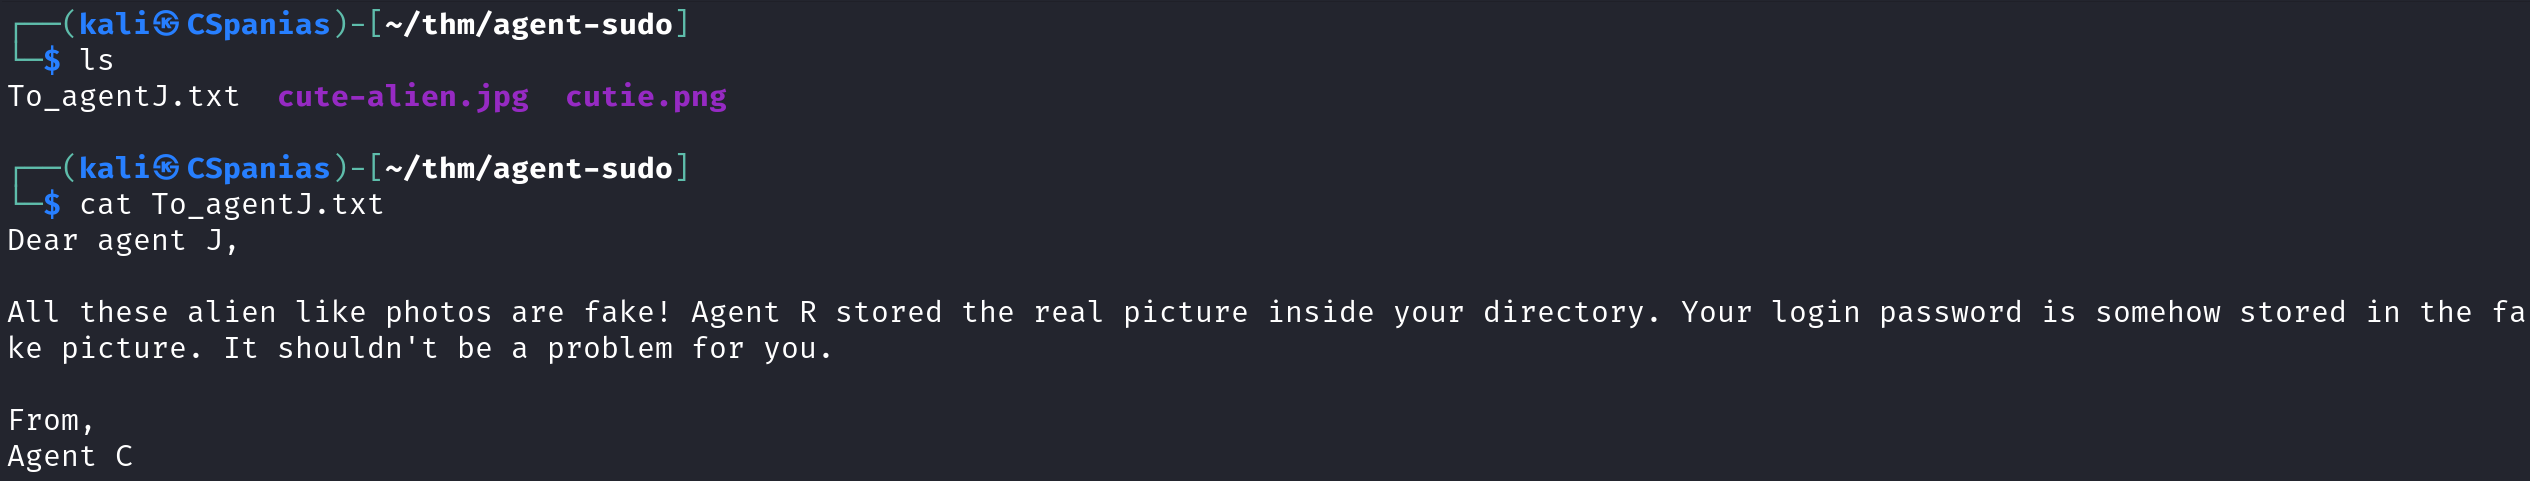 ┌──(kali㉿CSpanias)-[~/thm/agent-sudo]
└─$ ls
To_agentJ.txt  cute-alien.jpg  cutie.png
┌──(kali㉿CSpanias)-[~/thm/agent-sudo]
└─$ cat To_agentJ.txt
Dear agent J,
All these alien like photos are fake! Agent R stored the real picture inside your directory. Your login password is somehow stored in the fa
ke picture. It shouldn't be a problem for you.
From,
Agent C